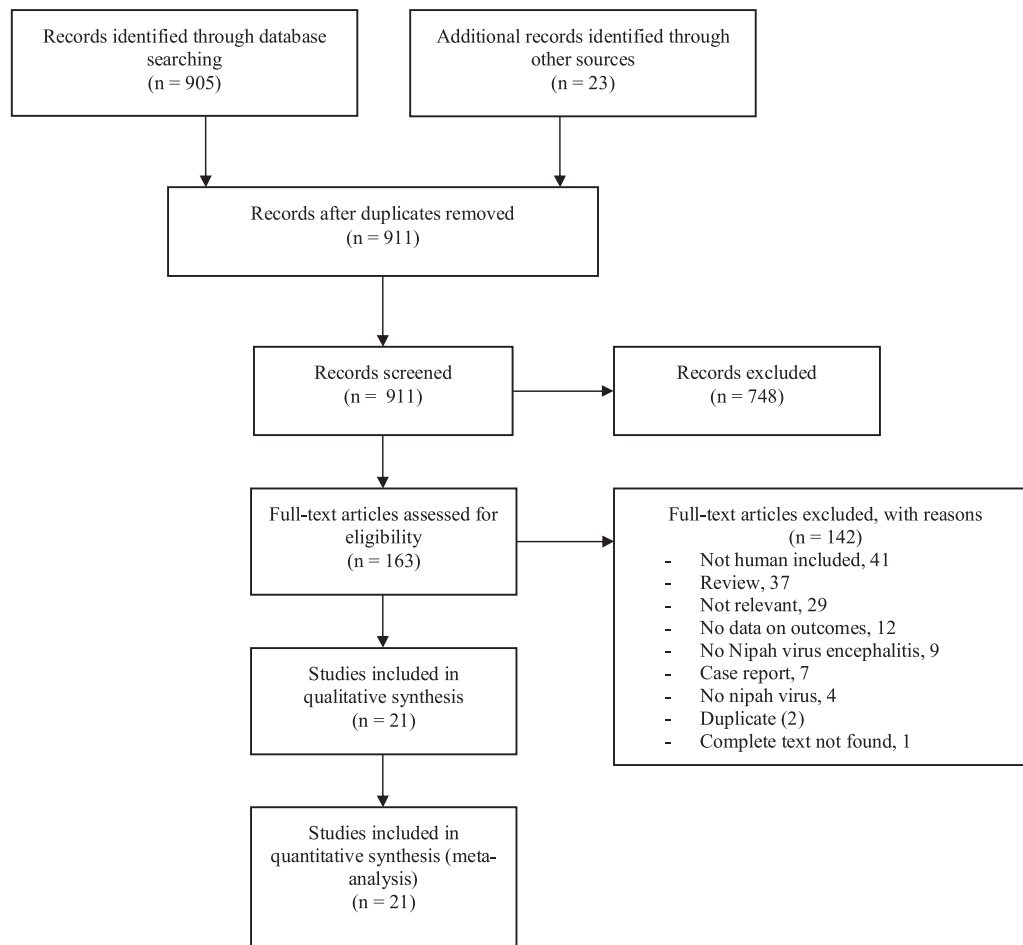 Records identified through database
searching
(n = 905)
Additional records identified through
other sources
(n = 23)
Records after duplicates removed
(n = 911)
Records screened
(n = 911)
Records excluded
(n = 748)
Full-text articles assessed for
eligibility
(n = 163)
Full-text articles excluded, with reasons
(n = 142)
- Not human included, 41
- Review, 37
- Not relevant, 29
- No data on outcomes, 12
- No Nipah virus encephalitis, 9
- Case report, 7
- No nipah virus, 4
- Duplicate (2)
- Complete text not found, 1
Studies included in
qualitative synthesis
(n = 21)
Studies included in
quantitative synthesis (meta-
analysis)
(n = 21)